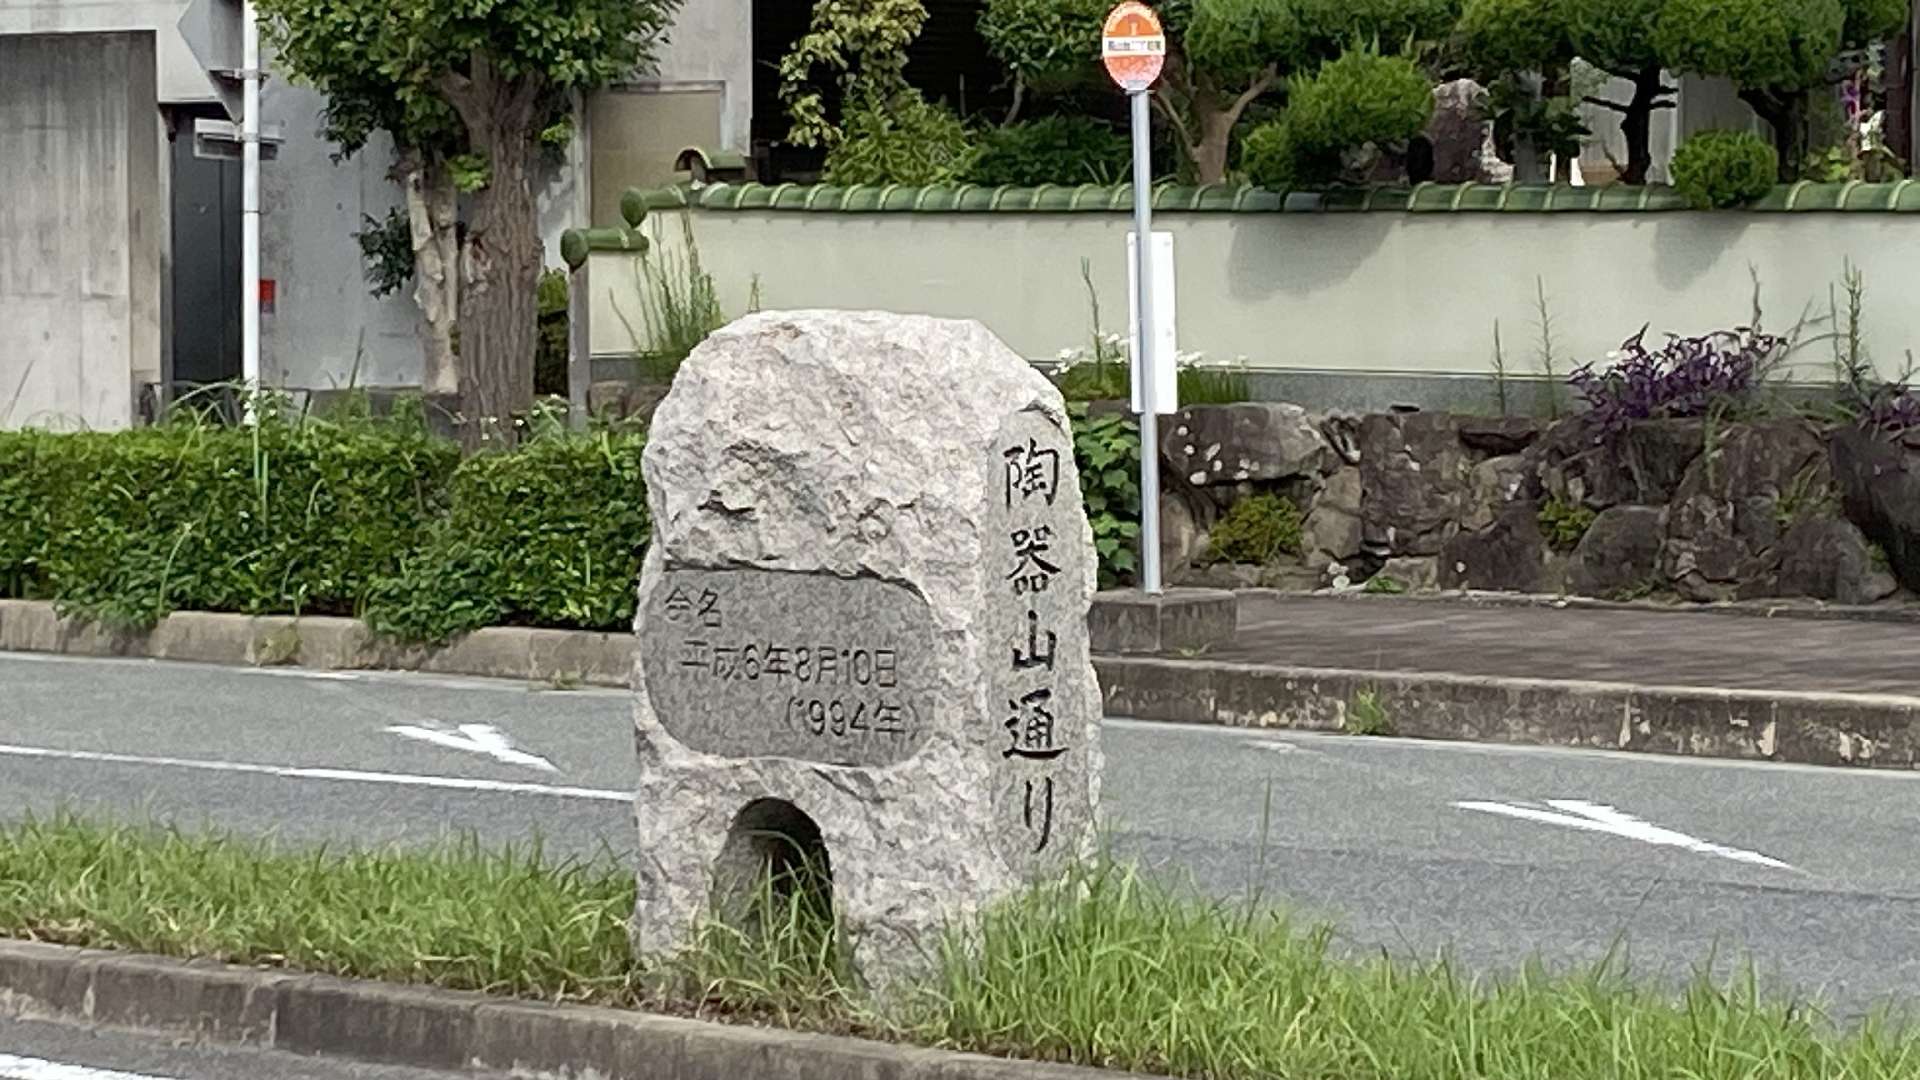 命名
平成6年8月10日
(1994年)
陶器山通り